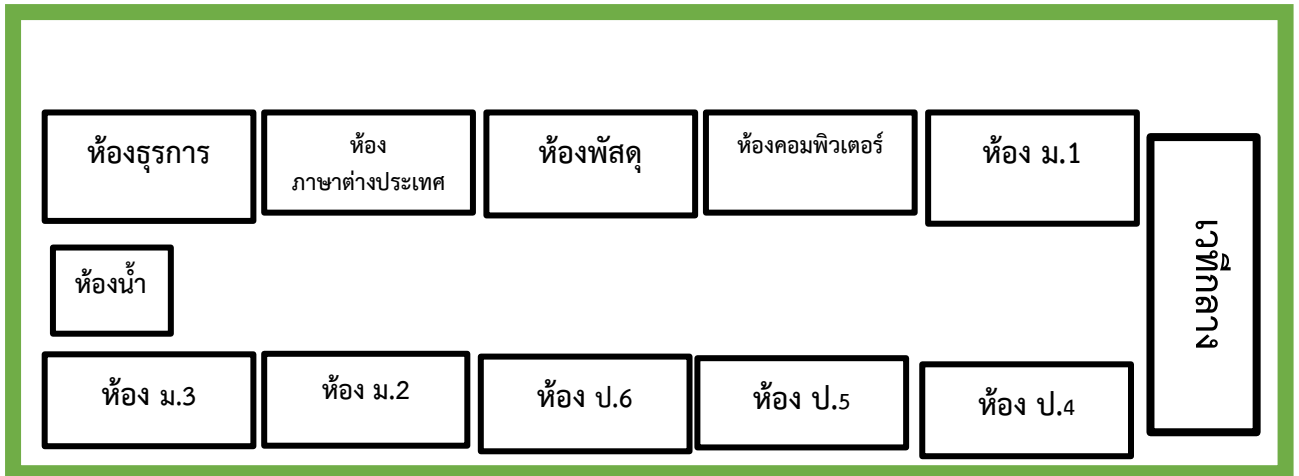 ห้องธุรการ
ห้อง
ภาษาต่างประเทศ
ห้องพัสดุ
ห้องคอมพิวเตอร์
ห้อง ม.1
เวทีกลาง
ห้องน้ำ
ห้อง ม.3
ห้อง ม.2
ห้อง ป.6
ห้อง ป.5
ห้อง ป.4